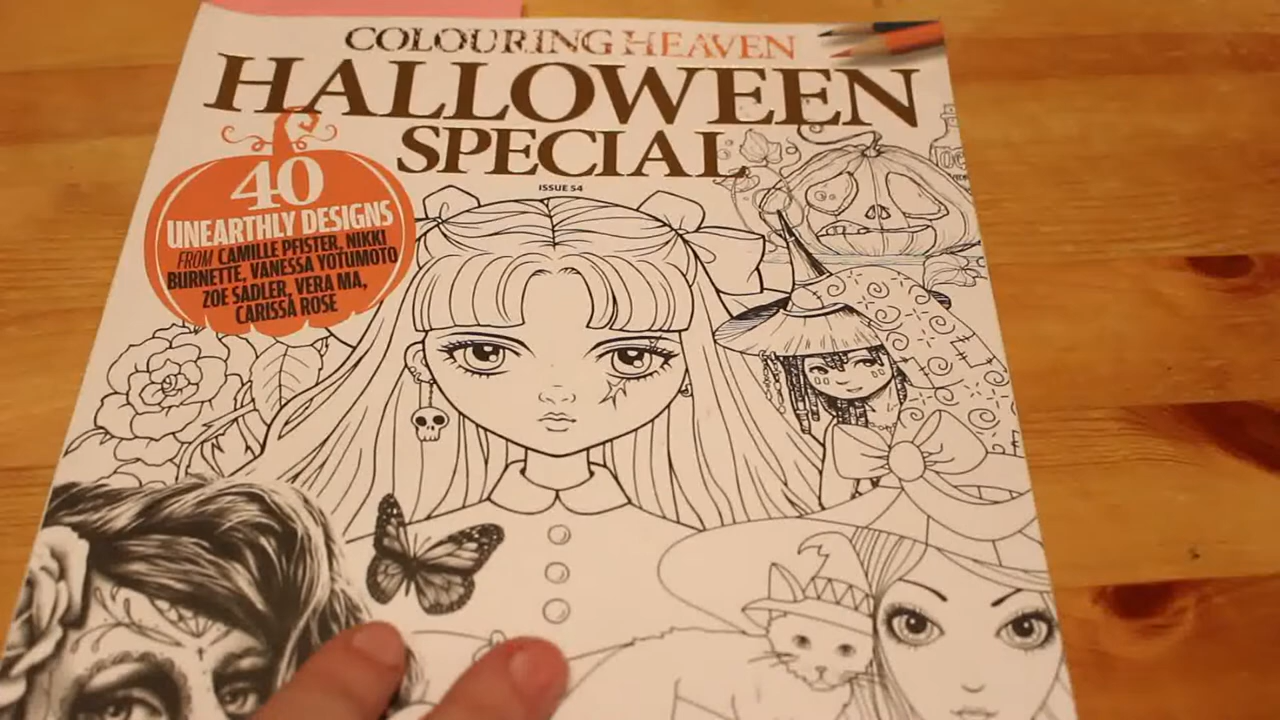 COLOURING HEAVEN
HALLOWEEN
SPECIAL
ISSUE 54
40
UNEARTHLY DESIGNS
FROM CAMILLE PFISTER, NIKKI
BURNETTE, VANESSA YOTUMOTO
ZOE SADLER, VERA MA,
CARISSA ROSE